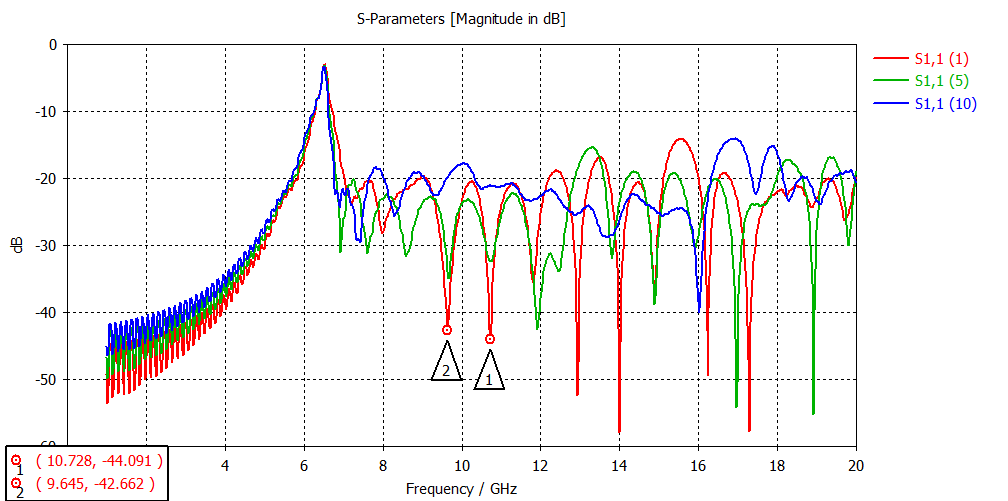 S-Parameters [Magnitude in dB]
0
-10
-20
-30
-40
-50
-60
dB
S1,1 (1)
S1,1 (5)
S1,1 (10)
2
1
4
6
8
10
12
14
16
18
20
Frequency / GHz
1 ( 10.728, -44.091 )
2 ( 9.645, -42.662 )